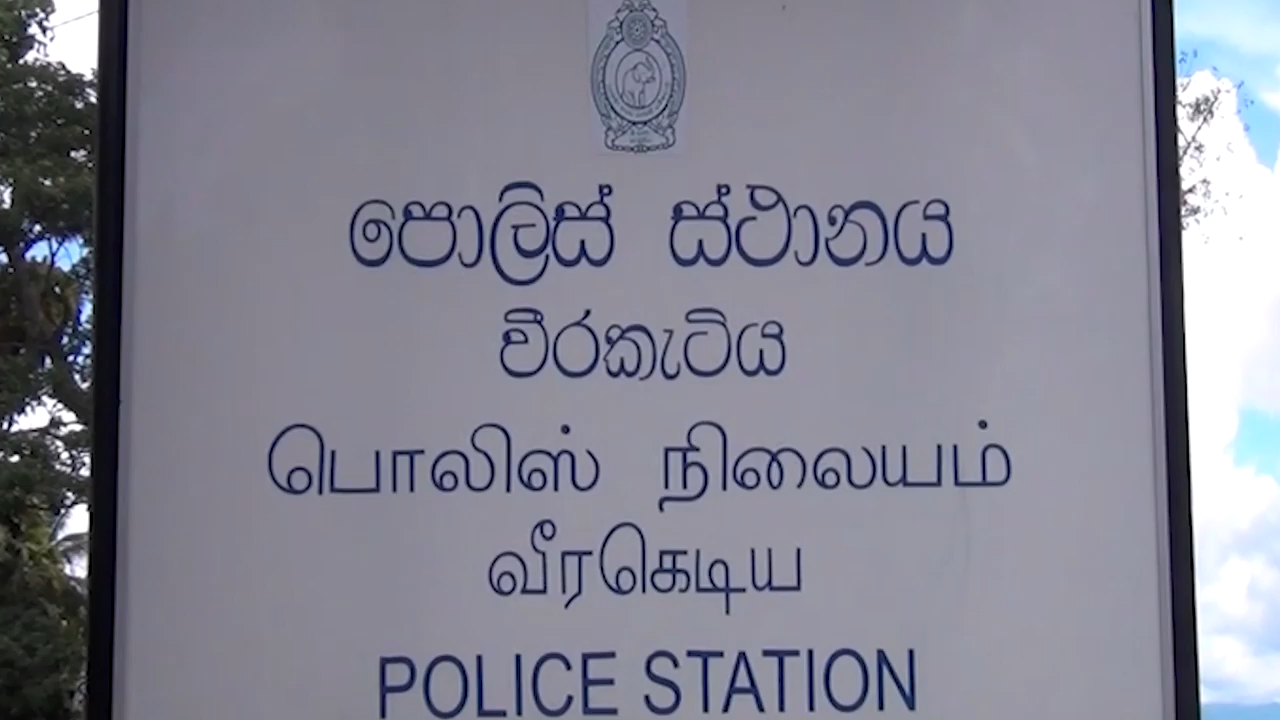 පොලිස් ස්ථානය
වීරකැටිය
பொலிஸ் நிலையம்
வீரகெடிய
POLICE STATION